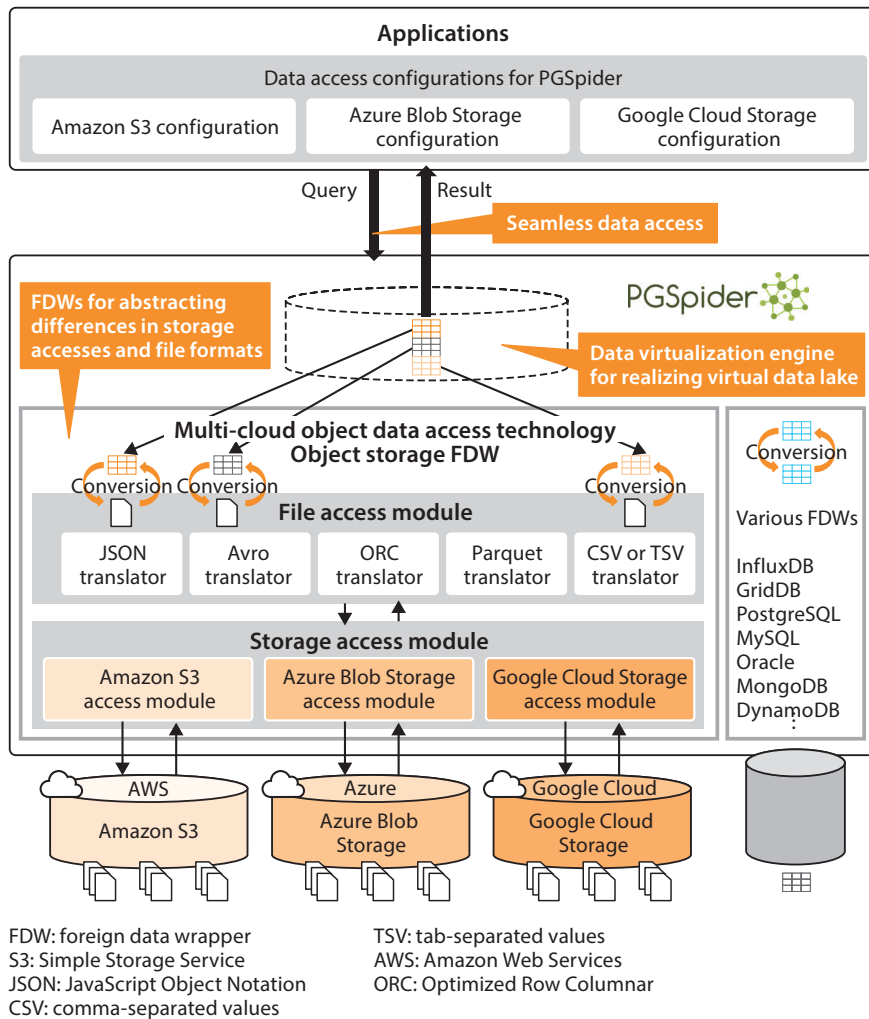 Applications
Data access configurations for PGSpider
Amazon S3 configuration
Azure Blob Storage
configuration
Google Cloud Storage
configuration
Query
Result
Seamless data access
PGSpider
FDWs for abstracting
differences in storage
accesses and file formats
Data virtualization engine
for realizing virtual data lake
Multi-cloud object data access technology
Object storage FDW
Conversion
Conversion
Conversion
Conversion
File access module
JSON
translator
Avro
translator
ORC
translator
Parquet
translator
CSV or TSV
translator
Storage access module
Amazon S3
access module
Azure Blob Storage
access module
Google Cloud Storage
access module
Various FDWs
InfluxDB
GridDB
PostgreSQL
MySQL
Oracle
MongoDB
DynamoDB
⋮
AWS
Amazon S3
Azure
Azure Blob
Storage
Google Cloud
Google Cloud
Storage
FDW: foreign data wrapper
S3: Simple Storage Service
JSON: JavaScript Object Notation
CSV: comma-separated values
TSV: tab-separated values
AWS: Amazon Web Services
ORC: Optimized Row Columnar